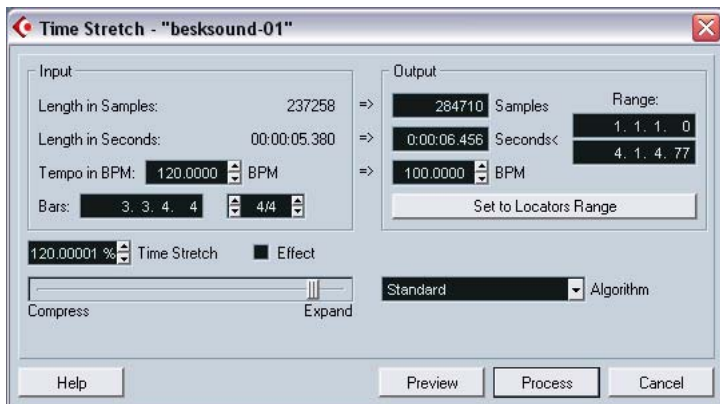 Time Stretch - "besksound-01"
Input
Output
Length in Samples: 237258 => 284710 Samples
Range:
Length in Seconds: 00:00:05.380 => 0:00:06.456 Seconds<
1. 1. 1. 0
4. 1. 4. 77
Tempo in BPM: 120.0000 BPM => 100.0000 BPM
Bars: 3. 3. 4. 4 4/4
Set to Locators Range
120.00001 % Time Stretch Effect
Compress Expand
Standard Algorithm
Help Preview Process Cancel